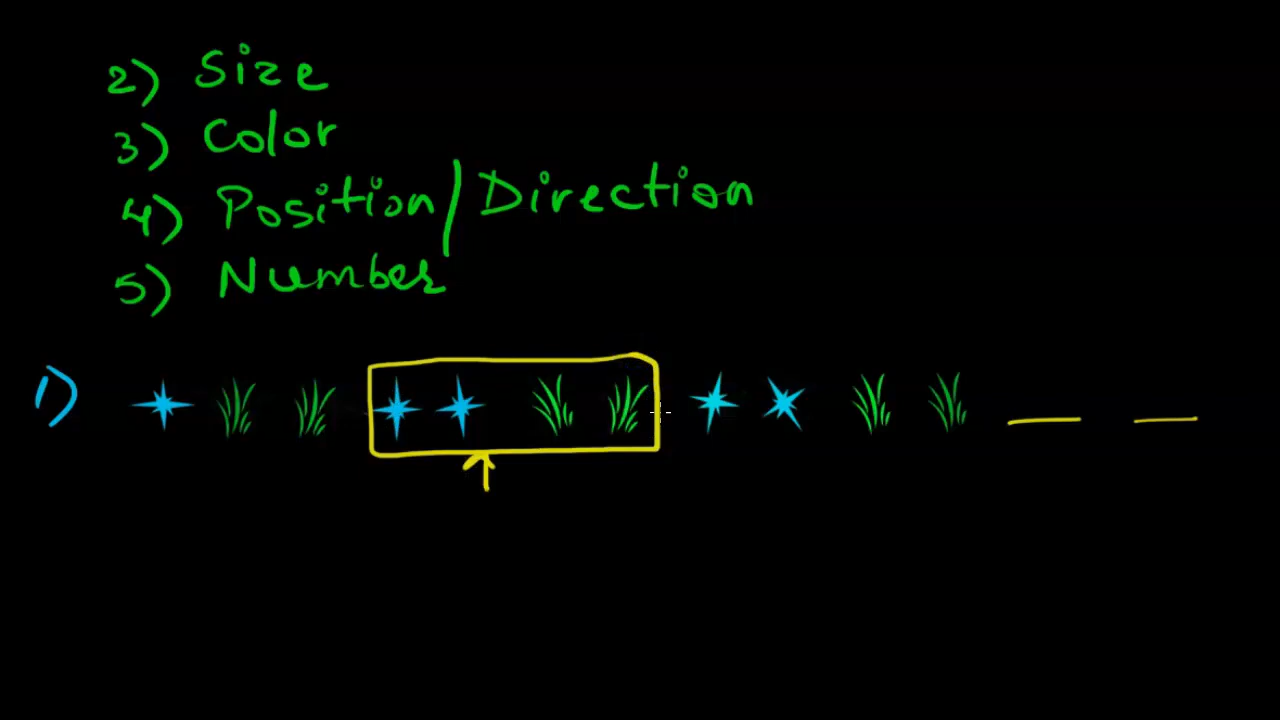 2) Size
3) Color
4) Position/Direction
5) Number
1)